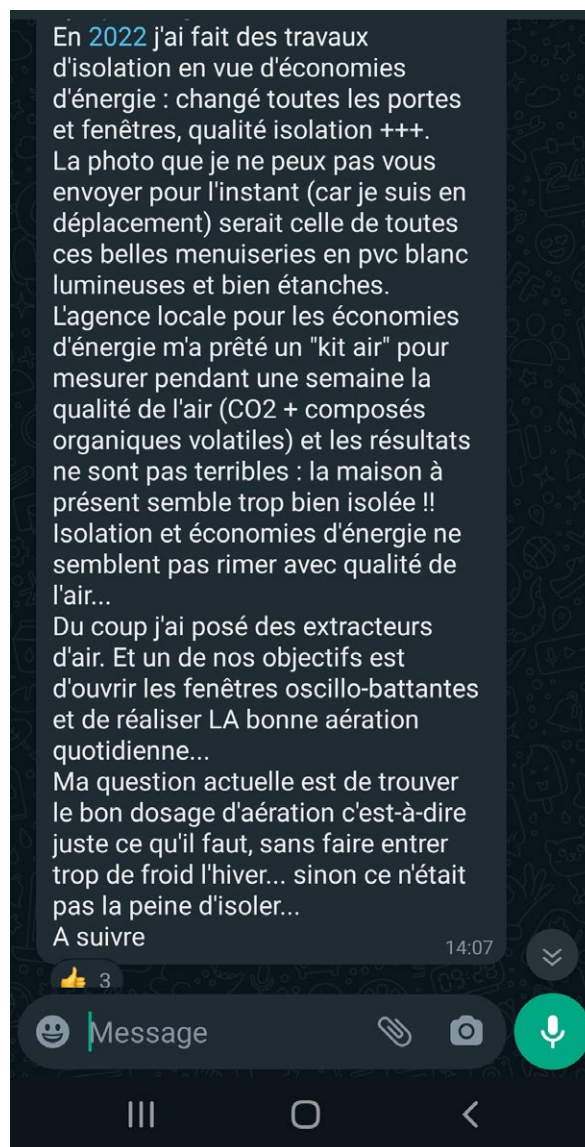 En 2022 j'ai fait des travaux
d'isolation en vue d'économies
d'énergie : changé toutes les portes
et fenêtres, qualité isolation +++.
La photo que je ne peux pas vous
envoyer pour l'instant (car je suis en
déplacement) serait celle de toutes
ces belles menuiseries en pvc blanc
lumineuses et bien étanches.
L'agence locale pour les économies
d'énergie m'a prêté un "kit air" pour
mesurer pendant une semaine la
qualité de l'air (CO2 + composés
organiques volatiles) et les résultats
ne sont pas terribles : la maison à
présent semble trop bien isolée !!
Isolation et économies d'énergie ne
semblent pas rimer avec qualité de
l'air...
Du coup j'ai posé des extracteurs
d'air. Et un de nos objectifs est
d'ouvrir les fenêtres oscillo-battantes
et de réaliser LA bonne aération
quotidienne...
Ma question actuelle est de trouver
le bon dosage d'aération c'est-à-dire
juste ce qu'il faut, sans faire entrer
trop de froid l'hiver... sinon ce n'était
pas la peine d'isoler...
A suivre
14:07
👍 3
Message